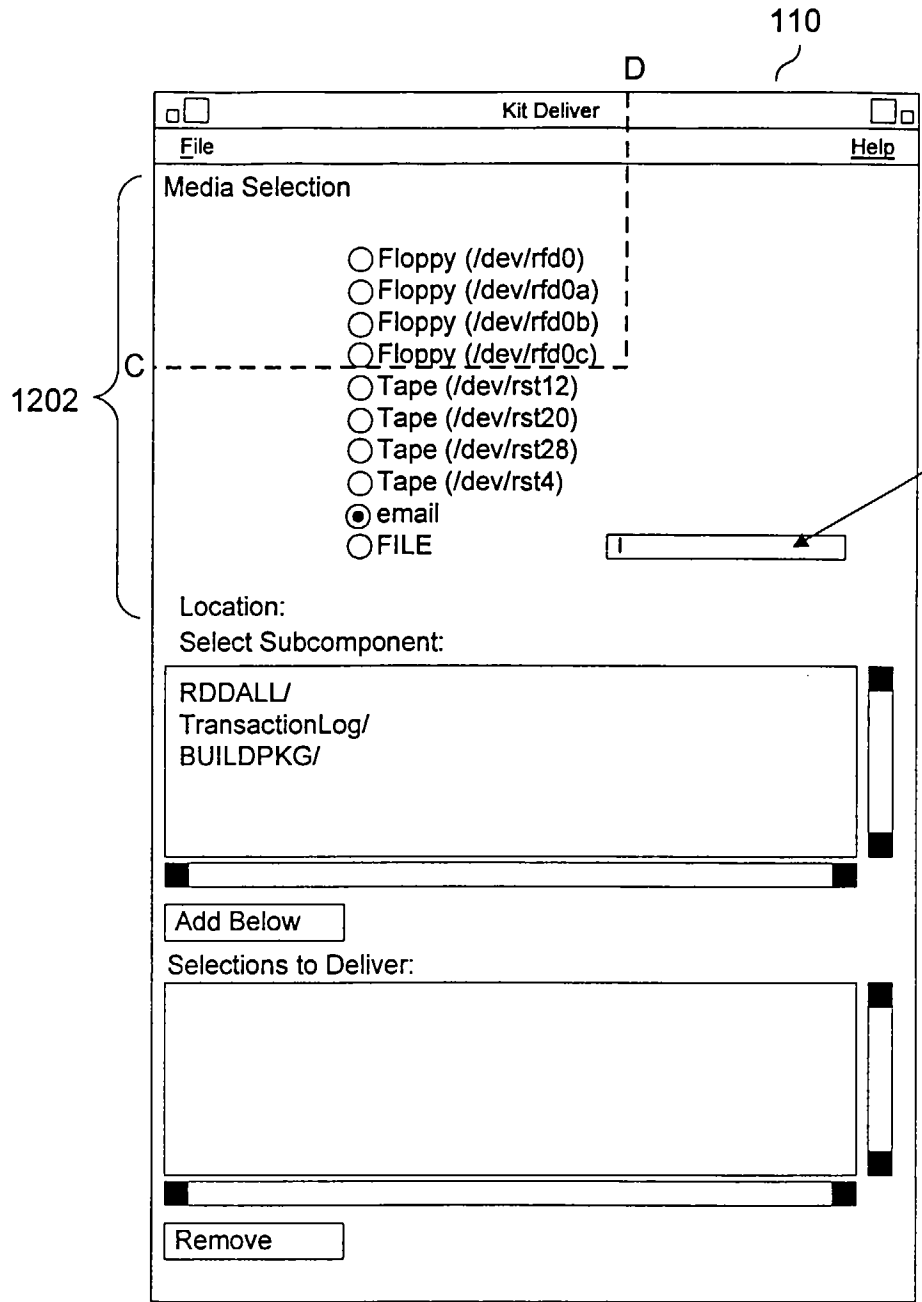 110
D
Kit Deliver
File Help
Media Selection
Floppy (/dev/rfd0)
Floppy (/dev/rfd0a)
Floppy (/dev/rfd0b)
Floppy (/dev/rfd0c)
C
Tape (/dev/rst12)
1202
Tape (/dev/rst20)
Tape (/dev/rst28)
Tape (/dev/rst4)
email
FILE
Location:
Select Subcomponent:
RDDALL/
TransactionLog/
BUILDPKG/
Add Below
Selections to Deliver:
Remove